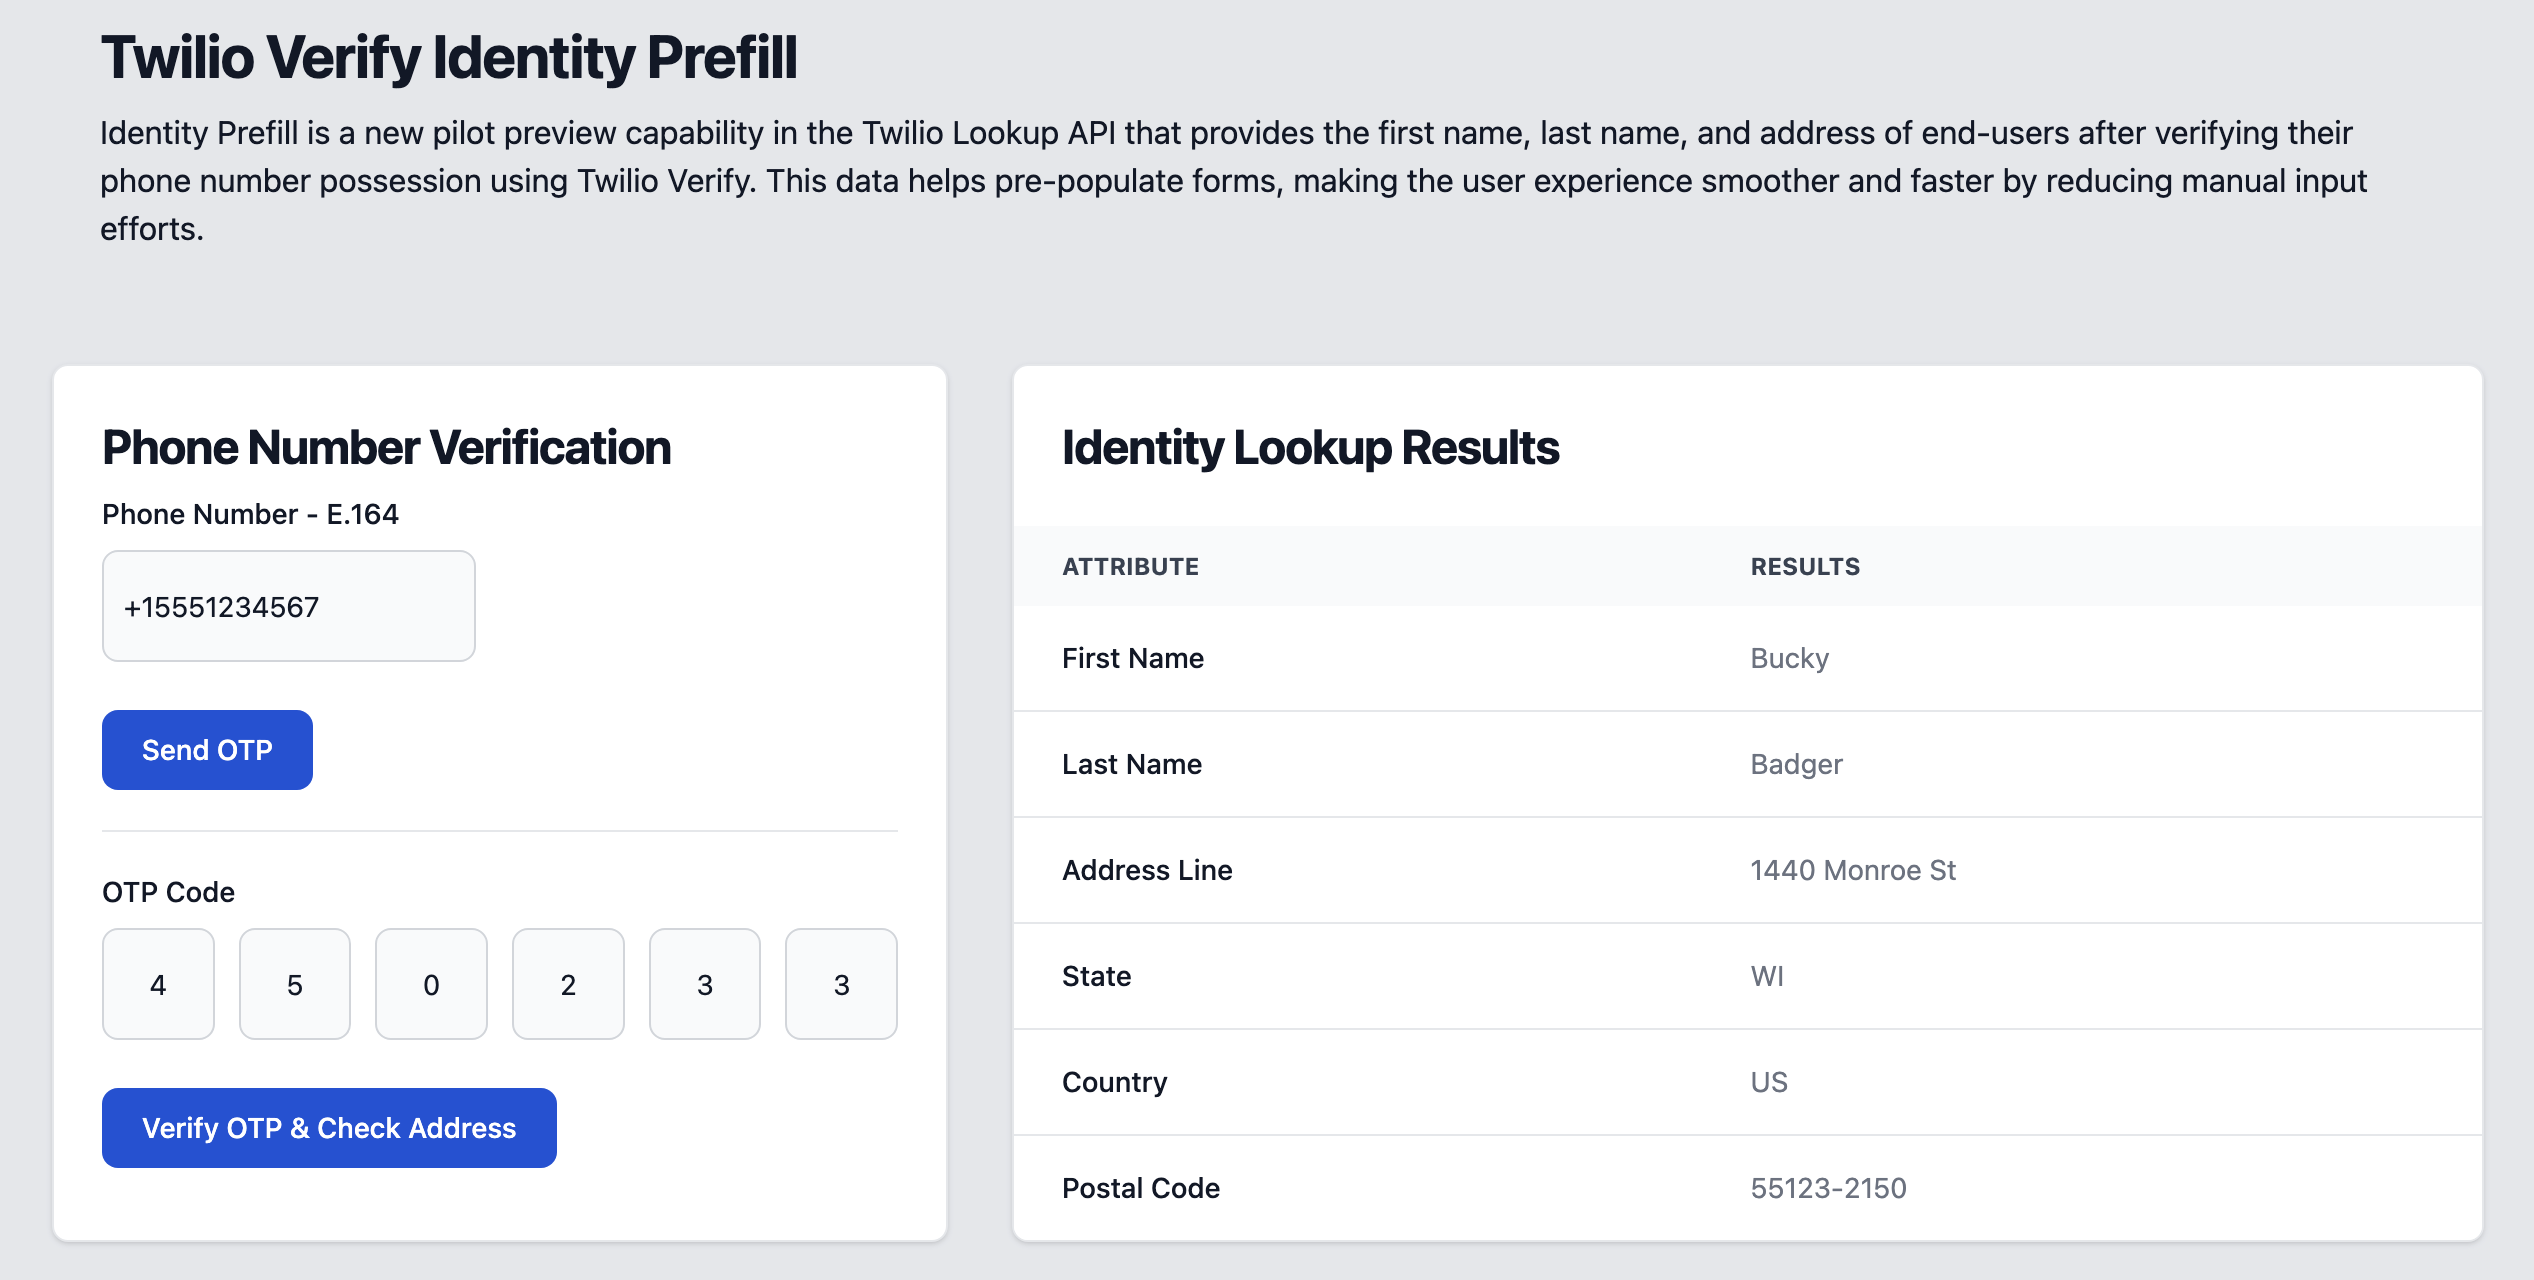 Twilio Verify Identity Prefill
Identity Prefill is a new pilot preview capability in the Twilio Lookup API that provides the first name, last name, and address of end-users after verifying their
phone number possession using Twilio Verify. This data helps pre-populate forms, making the user experience smoother and faster by reducing manual input
efforts.
Phone Number Verification
Phone Number - E.164
+15551234567
Send OTP
OTP Code
4 5 0 2 3 3
Verify OTP & Check Address
Identity Lookup Results
ATTRIBUTE RESULTS
First Name Bucky
Last Name Badger
Address Line 1440 Monroe St
State WI
Country US
Postal Code 55123-2150